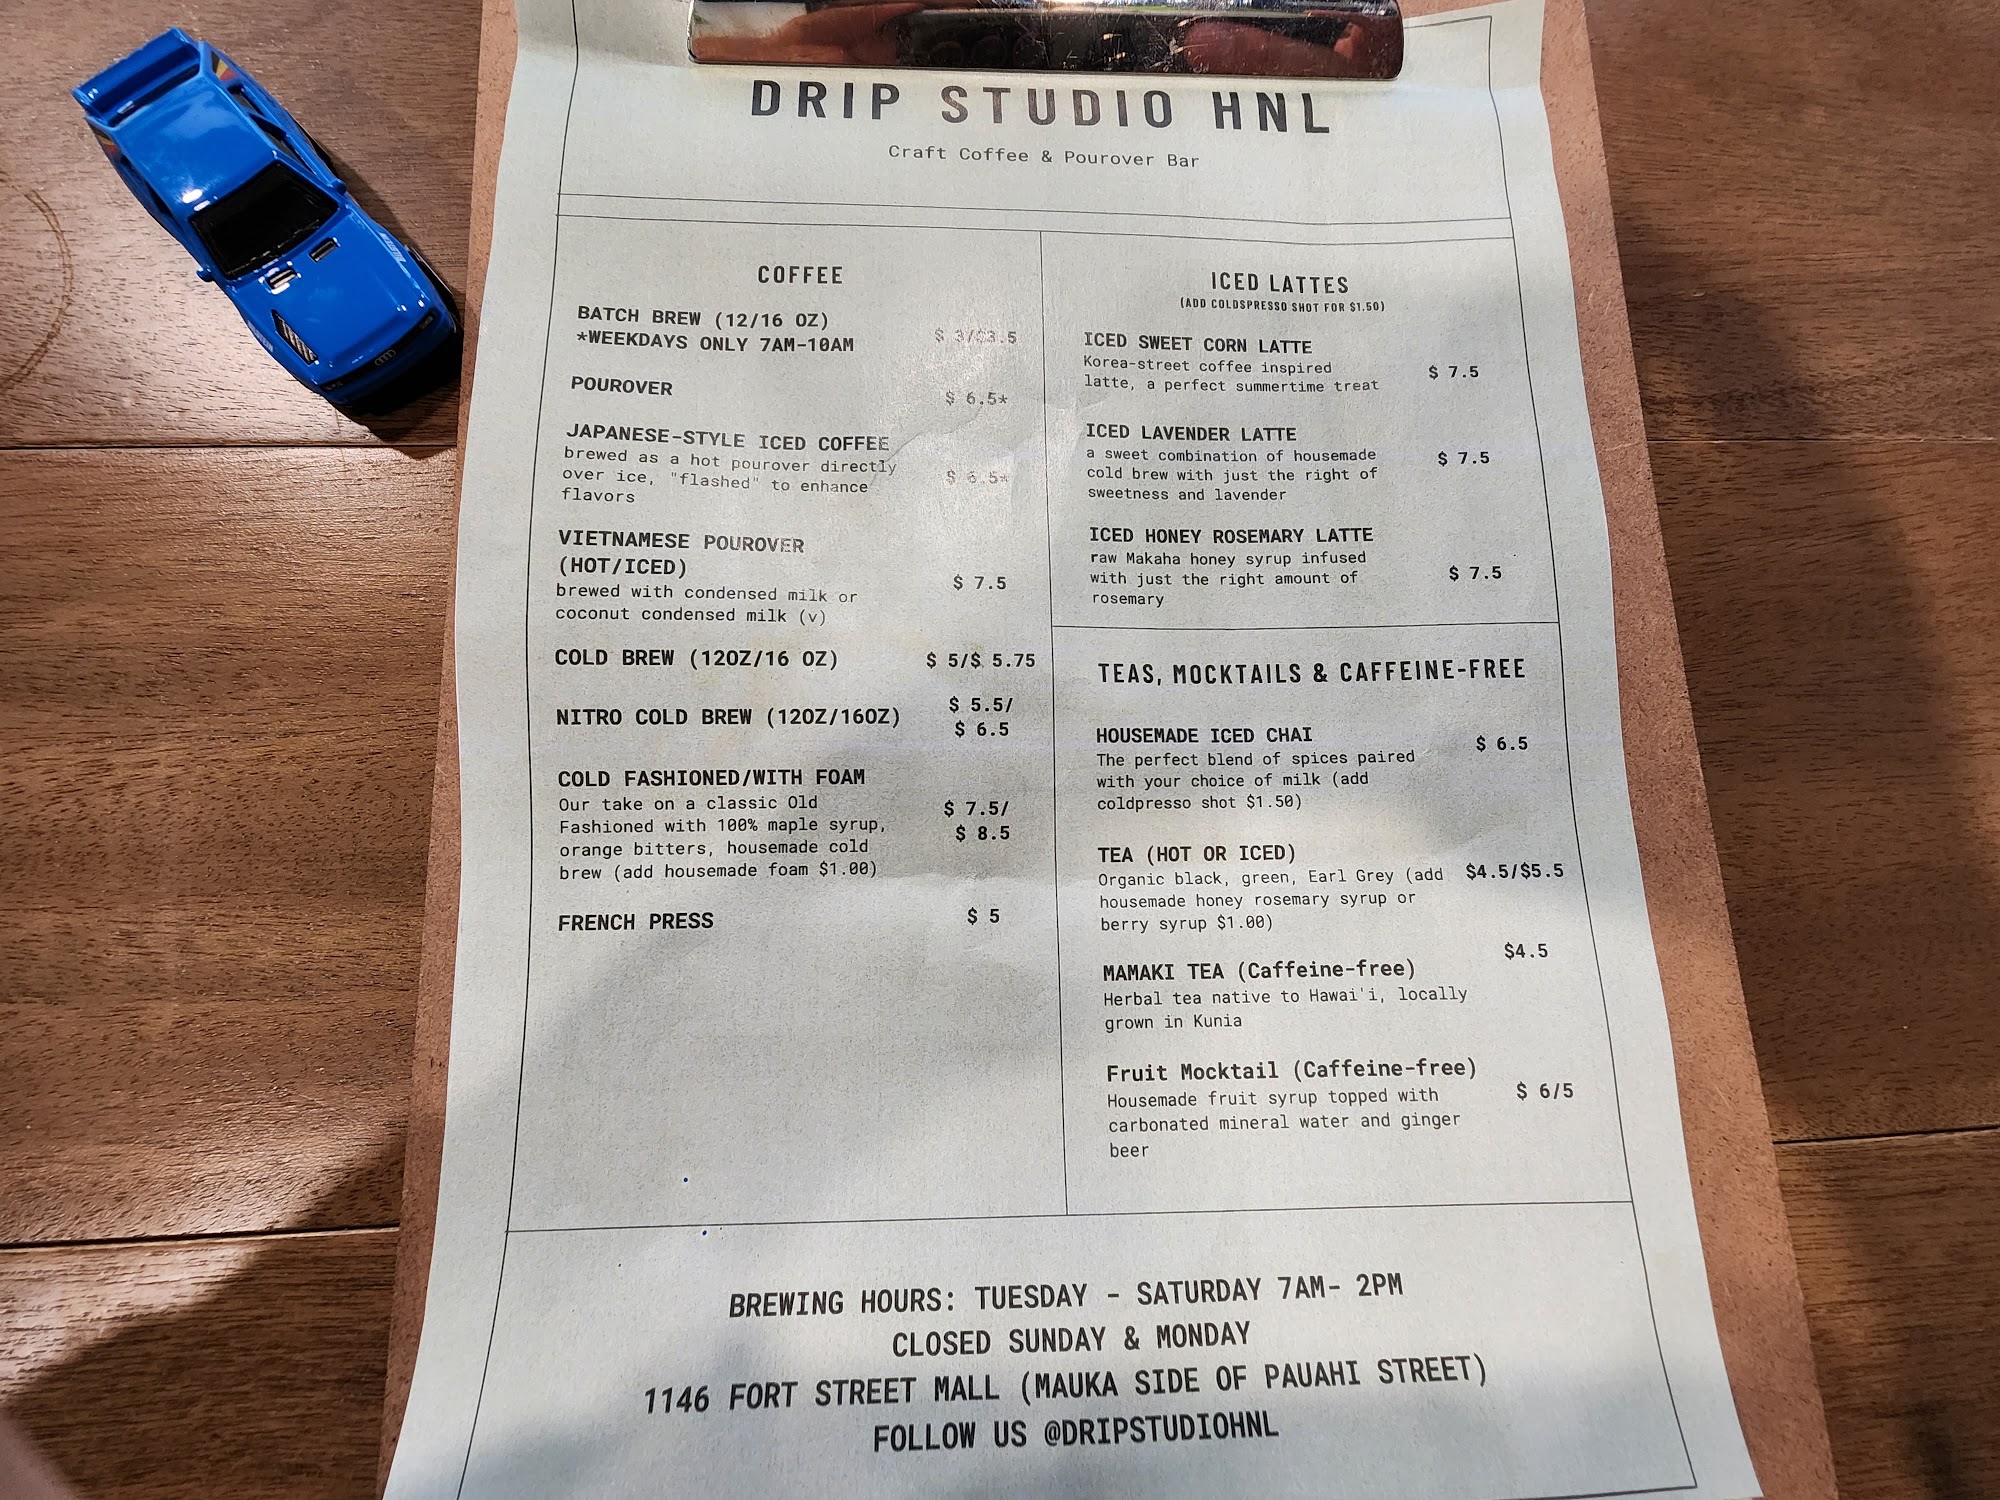 DRIP STUDIO HNL
Craft Coffee & Pourover Bar
COFFEE
BATCH BREW (12/16 OZ)
*WEEKDAYS ONLY 7AM-10AM
$ 3/$3.5
POUROVER
$ 6.5*
JAPANESE-STYLE ICED COFFEE
brewed as a hot pourover directly
over ice, "flashed" to enhance
flavors
$ 6.5*
VIETNAMESE POUROVER
(HOT/ICED)
brewed with condensed milk or
coconut condensed milk (v)
$ 7.5
COLD BREW (12OZ/16 OZ)
$ 5/$ 5.75
NITRO COLD BREW (12OZ/16OZ)
$ 5.5/
$ 6.5
COLD FASHIONED/WITH FOAM
Our take on a classic Old
Fashioned with 100% maple syrup,
orange bitters, housemade cold
brew (add housemade foam $1.00)
$ 7.5/
$ 8.5
FRENCH PRESS
$ 5
ICED LATTES
(ADD COLDSPRESSO SHOT FOR $1.50)
ICED SWEET CORN LATTE
Korea-street coffee inspired
latte, a perfect summertime treat
$ 7.5
ICED LAVENDER LATTE
a sweet combination of housemade
cold brew with just the right of
sweetness and lavender
$ 7.5
ICED HONEY ROSEMARY LATTE
raw Makaha honey syrup infused
with just the right amount of
rosemary
$ 7.5
TEAS, MOCKTAILS & CAFFEINE-FREE
HOUSEMADE ICED CHAI
The perfect blend of spices paired
with your choice of milk (add
coldpresso shot $1.50)
$ 6.5
TEA (HOT OR ICED)
Organic black, green, Earl Grey (add
housemade honey rosemary syrup or
berry syrup $1.00)
$4.5/$5.5
MAMAKI TEA (Caffeine-free)
Herbal tea native to Hawai'i, locally
grown in Kunia
$4.5
Fruit Mocktail (Caffeine-free)
Housemade fruit syrup topped with
carbonated mineral water and ginger
beer
$ 6/5
BREWING HOURS: TUESDAY - SATURDAY 7AM- 2PM
CLOSED SUNDAY & MONDAY
1146 FORT STREET MALL (MAUKA SIDE OF PAUAHI STREET)
FOLLOW US @DRIPSTUDIOHNL